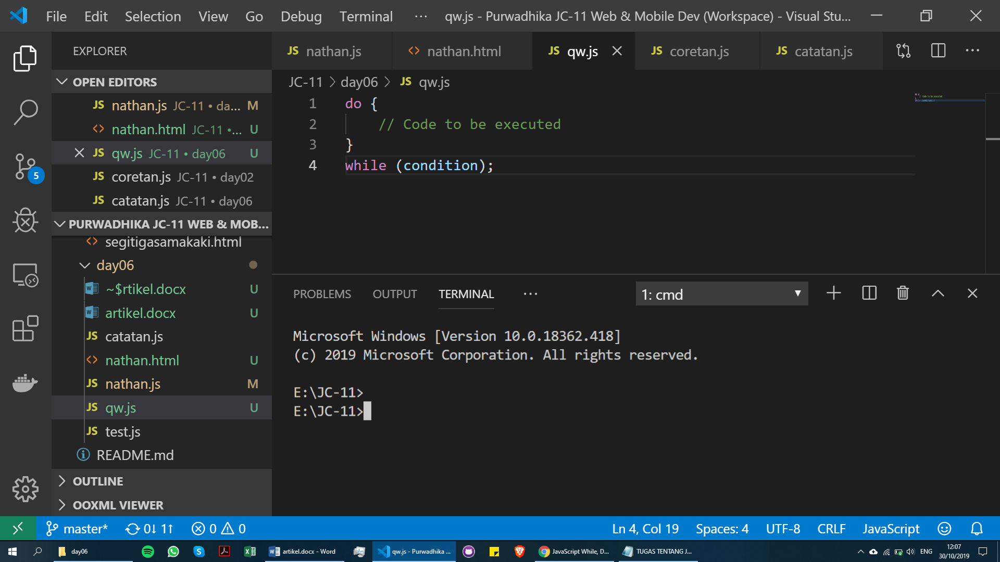 File Edit Selection View Go Debug Terminal ··· qw.js - Purwadhika JC-11 Web & Mobile Dev (Workspace) - Visual Stu...
EXPLORER
OPEN EDITORS
JS nathan.js JC-11 • da... M
<> nathan.html JC-11 •... U
JS qw.js JC-11 • day06 U
JS coretan.js JC-11 • day02
JS catatan.js JC-11 • day06
5
PURWADHIKA JC-11 WEB & MOB...
<> segitigasamakaki.html
day06
~$rtikel.docx U
artikel.docx U
JS catatan.js
<> nathan.html U
JS nathan.js M
JS qw.js U
JS test.js
README.md
OUTLINE
OOXML VIEWER
JS nathan.js <> nathan.html JS qw.js JS coretan.js JS catatan.js ···
JC-11 > day06 > JS qw.js
1 do {
2 // Code to be executed
3 }
4 while (condition);
PROBLEMS OUTPUT TERMINAL ··· 1: cmd
Microsoft Windows [Version 10.0.18362.418]
(c) 2019 Microsoft Corporation. All rights reserved.
E:\JC-11>
E:\JC-11>
master* 0↓ 1↑ 0 0 Ln 4, Col 19 Spaces: 4 UTF-8 CRLF JavaScript
day06 artikel.docx - Word qw.js - Purwadhika ... JavaScript While, D... TUGAS TENTANG J... ENG 12:07
30/10/2019